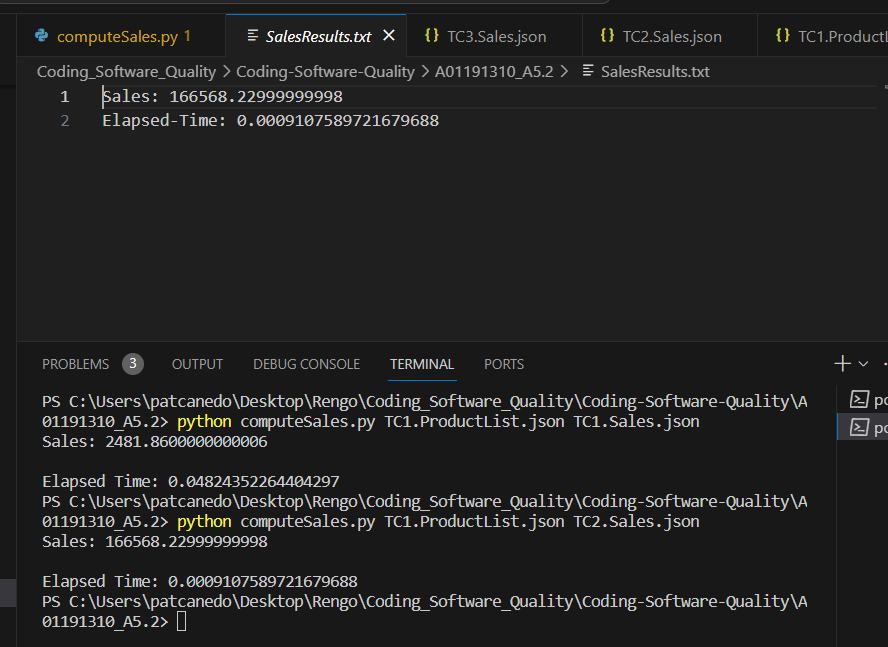 computeSales.py 1
SalesResults.txt
TC3.Sales.json
TC2.Sales.json
TC1.ProductL
Coding_Software_Quality > Coding-Software-Quality > A01191310_A5.2 > SalesResults.txt
1 Sales: 166568.22999999998
2 Elapsed-Time: 0.0009107589721679688
PROBLEMS 3 OUTPUT DEBUG CONSOLE TERMINAL PORTS
PS C:\Users\patcanedo\Desktop\Rengo\Coding_Software_Quality\Coding-Software-Quality\A
01191310_A5.2> python computeSales.py TC1.ProductList.json TC1.Sales.json
Sales: 2481.8600000000006
Elapsed Time: 0.04824352264404297
PS C:\Users\patcanedo\Desktop\Rengo\Coding_Software_Quality\Coding-Software-Quality\A
01191310_A5.2> python computeSales.py TC1.ProductList.json TC2.Sales.json
Sales: 166568.22999999998
Elapsed Time: 0.0009107589721679688
PS C:\Users\patcanedo\Desktop\Rengo\Coding_Software_Quality\Coding-Software-Quality\A
01191310_A5.2>
po
po